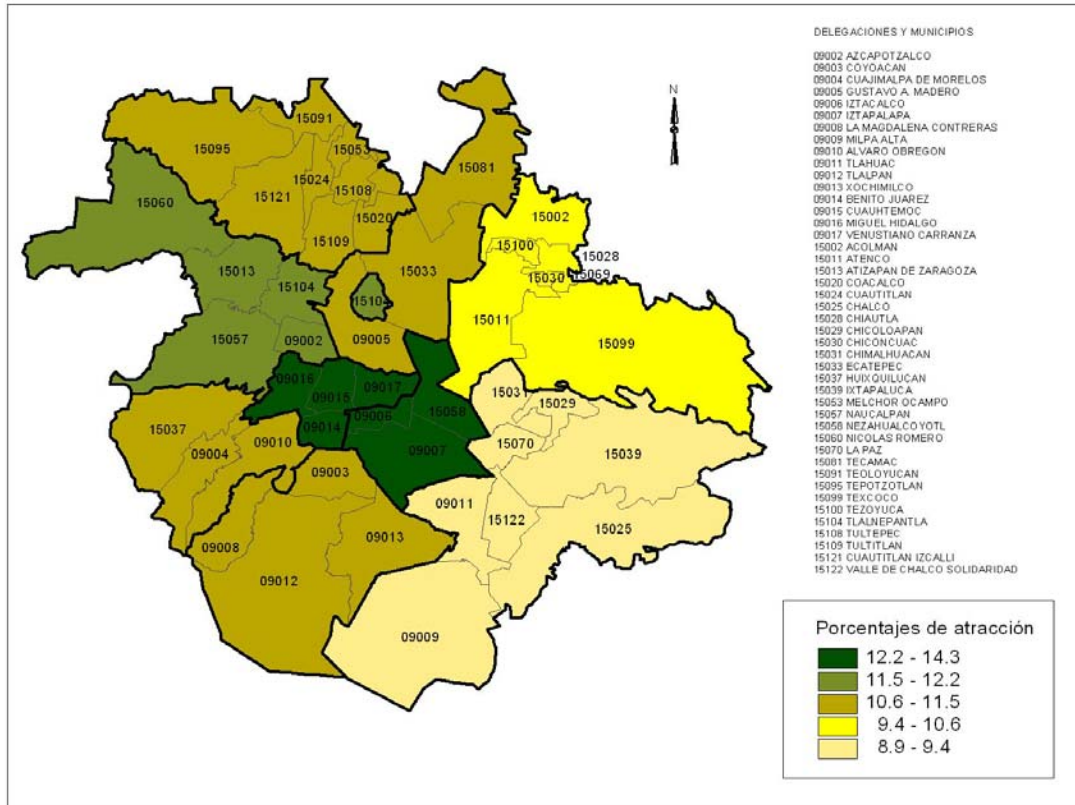 DELEGACIONES Y MUNICIPIOS
09002 AZCAPOTZALCO
09003 COYOACAN
09004 CUAJIMALPA DE MORELOS
09005 GUSTAVO A. MADERO
09006 IZTACALCO
09007 IZTAPALAPA
09008 LA MAGDALENA CONTRERAS
09009 MILPA ALTA
09010 ALVARO OBREGON
09011 TLAHUAC
09012 TLALPAN
09013 XOCHIMILCO
09014 BENITO JUAREZ
09015 CUAUHTEMOC
09016 MIGUEL HIDALGO
09017 VENUSTIANO CARRANZA
15002 ACOLMAN
15011 ATENCO
15013 ATIZAPAN DE ZARAGOZA
15020 COACALCO
15024 CUAUTITLAN
15025 CHALCO
15028 CHIAUTLA
15029 CHICOLOAPAN
15030 CHICONCUAC
15031 CHIMALHUACAN
15033 ECATEPEC
15037 HUIXQUILUCAN
15039 IXTAPALUCA
15053 MELCHOR OCAMPO
15057 NAUCALPAN
15058 NEZAHUALCOYOTL
15060 NICOLAS ROMERO
15070 LA PAZ
15081 TECAMAC
15091 TEOLOYUCAN
15095 TEPOTZOTLAN
15099 TEXCOCO
15100 TEZOYUCA
15104 TLALNEPANTLA
15108 TULTEPEC
15109 TULTITLAN
15121 CUAUTITLAN IZCALLI
15122 VALLE DE CHALCO SOLIDARIDAD
N
15091
15095
15053
15024
15081
15108
15121
15020
15060
15002
15109
15100
15028
15013
15033
15030
15069
15104
1510
15011
15057
09002
09005
15099
09016
09017
15031
09015
15029
09006
15058
09014
15037
09010
15070
09004
09007
15039
09003
09011
15122
15025
09008
09013
09012
09009
Porcentajes de atracción
12.2 - 14.3
11.5 - 12.2
10.6 - 11.5
9.4 - 10.6
8.9 - 9.4